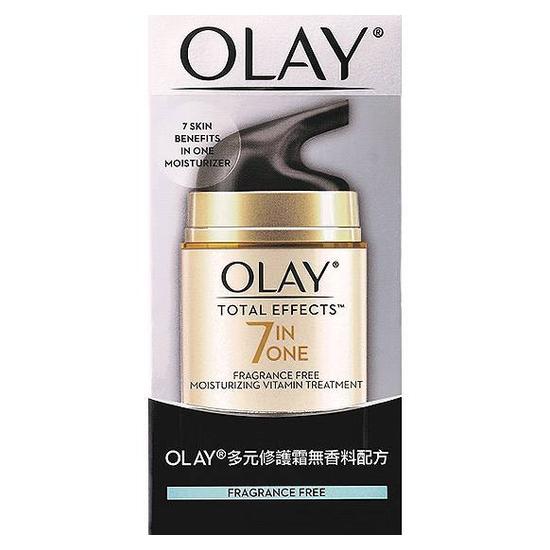 OLAY®
7 SKIN
BENEFITS
IN ONE
MOISTURIZER
OLAY®
TOTAL EFFECTS™
7 IN
ONE
FRAGRANCE FREE
MOISTURIZING VITAMIN TREATMENT
OLAY®多元修護霜無香料配方
FRAGRANCE FREE